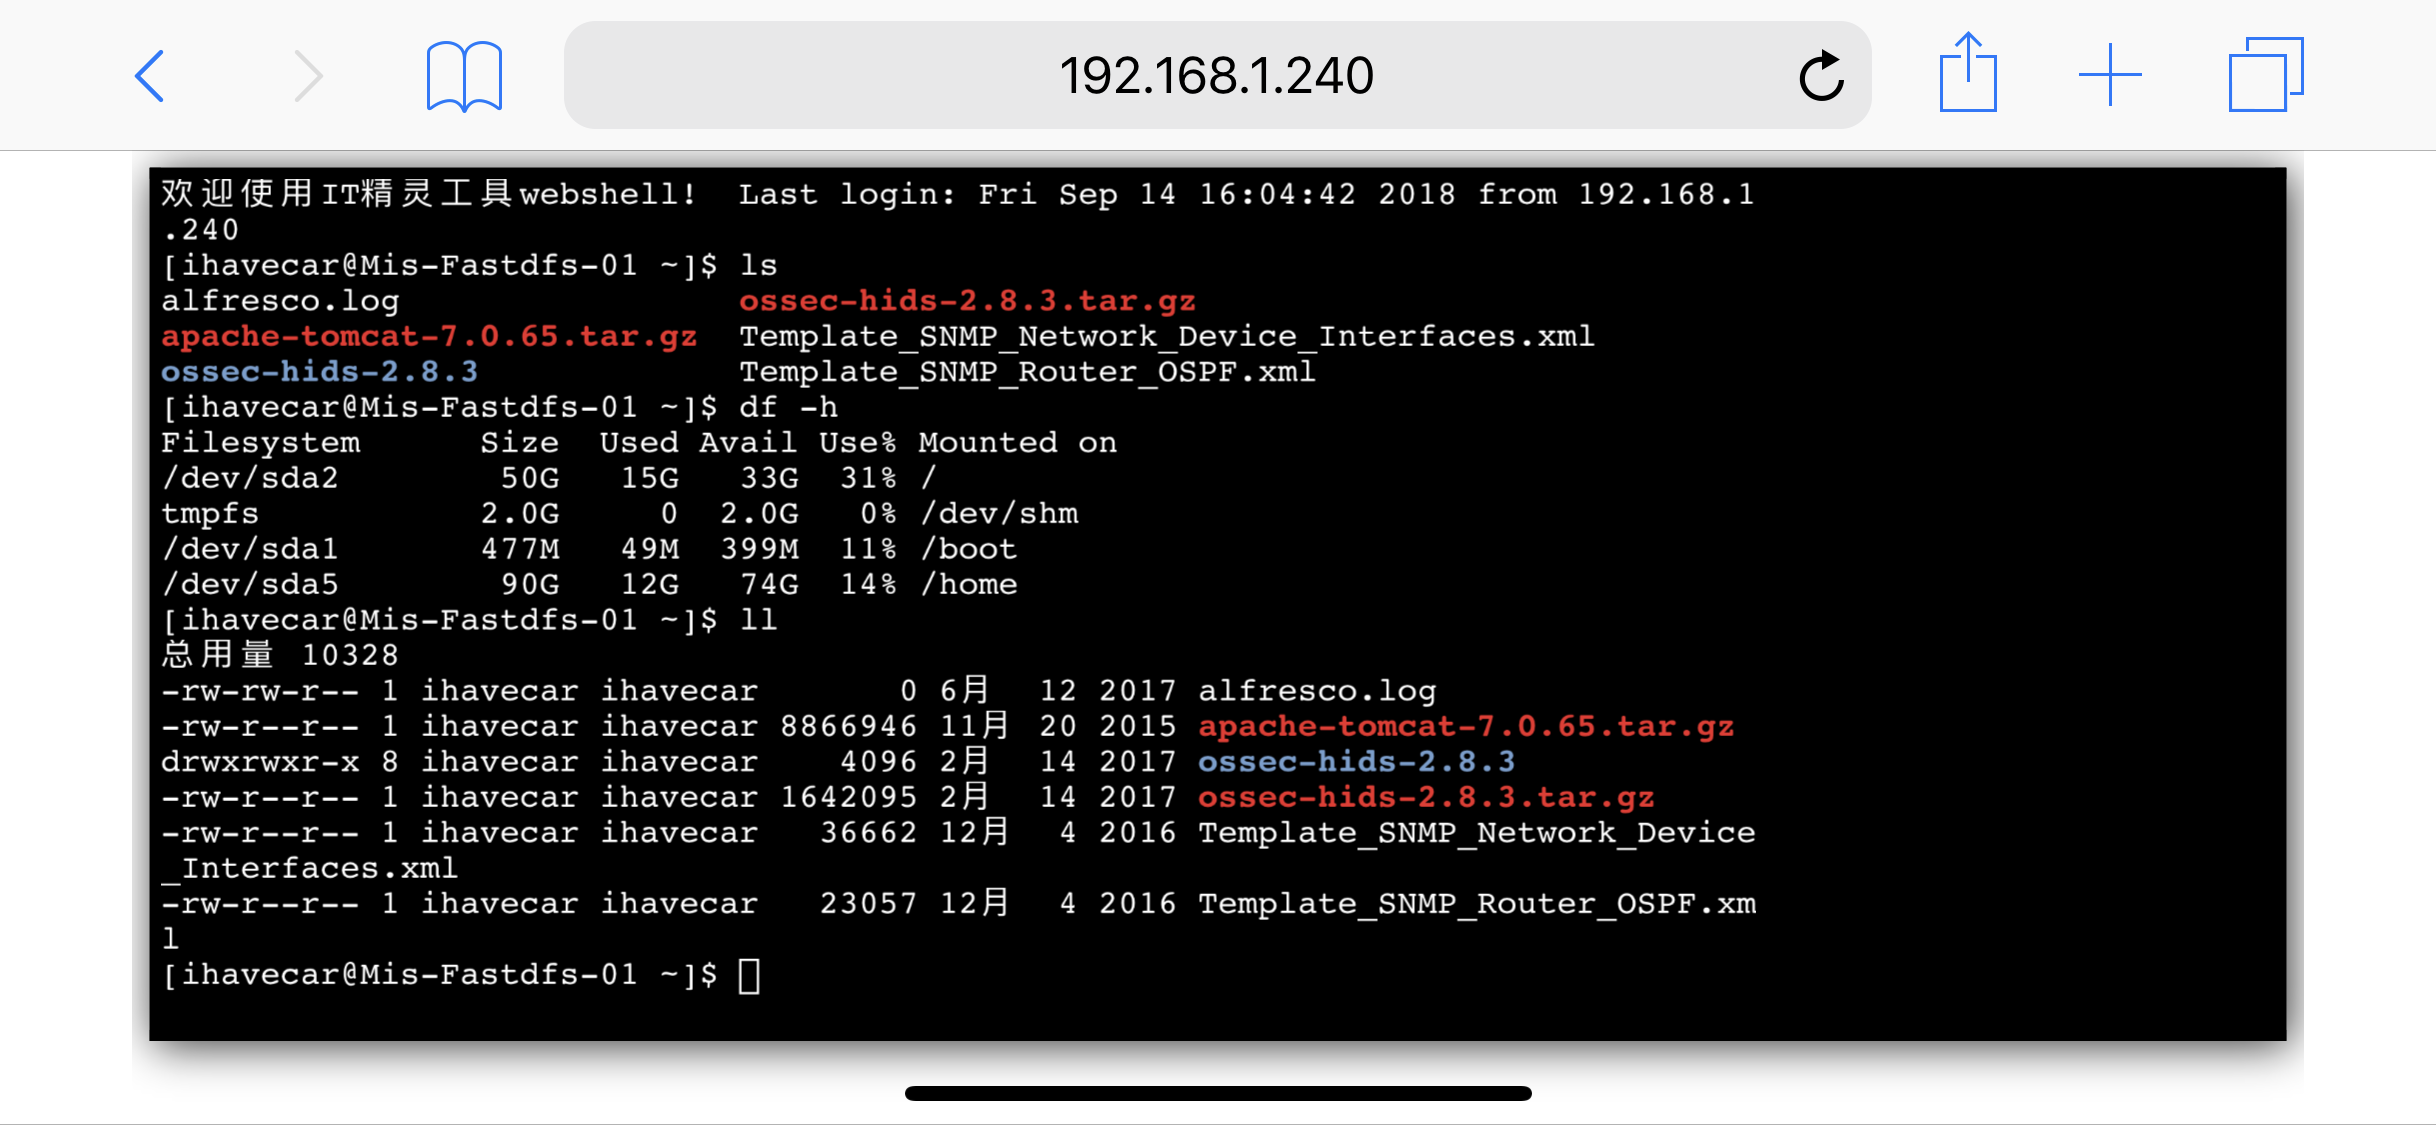 192.168.1.240
欢迎使用IT精灵工具webshell!  Last login: Fri Sep 14 16:04:42 2018 from 192.168.1
.240
[ihavecar@Mis-Fastdfs-01 ~]$ ls
alfresco.log                 ossec-hids-2.8.3.tar.gz
apache-tomcat-7.0.65.tar.gz  Template_SNMP_Network_Device_Interfaces.xml
ossec-hids-2.8.3             Template_SNMP_Router_OSPF.xml
[ihavecar@Mis-Fastdfs-01 ~]$ df -h
Filesystem      Size  Used Avail Use% Mounted on
/dev/sda2        50G   15G   33G  31% /
tmpfs           2.0G     0  2.0G   0% /dev/shm
/dev/sda1       477M   49M  399M  11% /boot
/dev/sda5        90G   12G   74G  14% /home
[ihavecar@Mis-Fastdfs-01 ~]$ ll
总用量 10328
-rw-rw-r-- 1 ihavecar ihavecar       0 6月   12 2017 alfresco.log
-rw-r--r-- 1 ihavecar ihavecar 8866946 11月 20 2015 apache-tomcat-7.0.65.tar.gz
drwxrwxr-x 8 ihavecar ihavecar    4096 2月   14 2017 ossec-hids-2.8.3
-rw-r--r-- 1 ihavecar ihavecar 1642095 2月   14 2017 ossec-hids-2.8.3.tar.gz
-rw-r--r-- 1 ihavecar ihavecar   36662 12月  4 2016 Template_SNMP_Network_Device
_Interfaces.xml
-rw-r--r-- 1 ihavecar ihavecar   23057 12月  4 2016 Template_SNMP_Router_OSPF.xm
l
[ihavecar@Mis-Fastdfs-01 ~]$